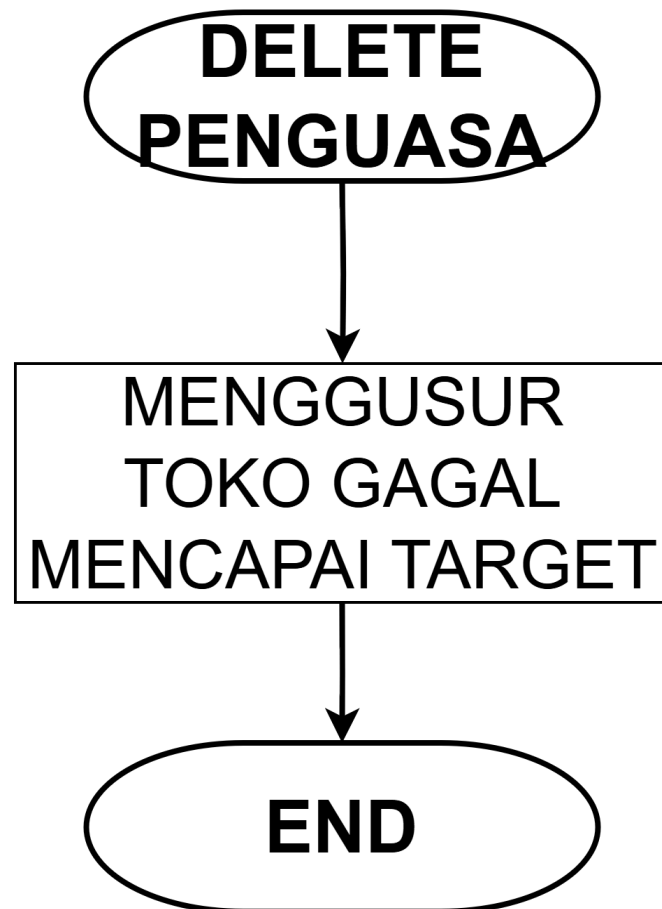 DELETE
PENGUASA
MENGGUSUR
TOKO GAGAL
MENCAPAI TARGET
END